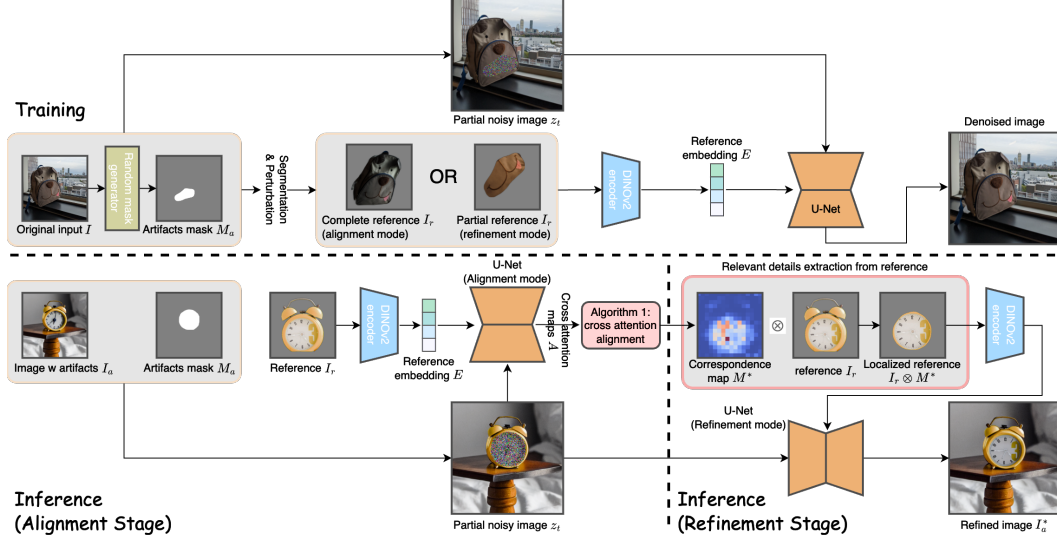 Training
Partial noisy image z_t
Original input I
Random mask
generator
Artifacts mask M_a
Segmentation
& Perturbation
OR
Complete reference I_r
(alignment mode)
Partial reference I_r
(refinement mode)
DINOv2
encoder
Reference
embedding E
U-Net
Denoised image
Image w artifacts I_a
Artifacts mask M_a
Reference I_r
DINOv2
encoder
Reference
embedding E
U-Net
(Alignment mode)
Cross attention
maps A
Algorithm 1:
cross attention
alignment
Partial noisy image z_t
Inference
(Alignment Stage)
Relevant details extraction from reference
Correspondence
map M*
⊗
reference I_r
Localized reference
I_r ⊗ M*
DINOv2
encoder
U-Net
(Refinement mode)
Refined image I_a^*
Inference
(Refinement Stage)